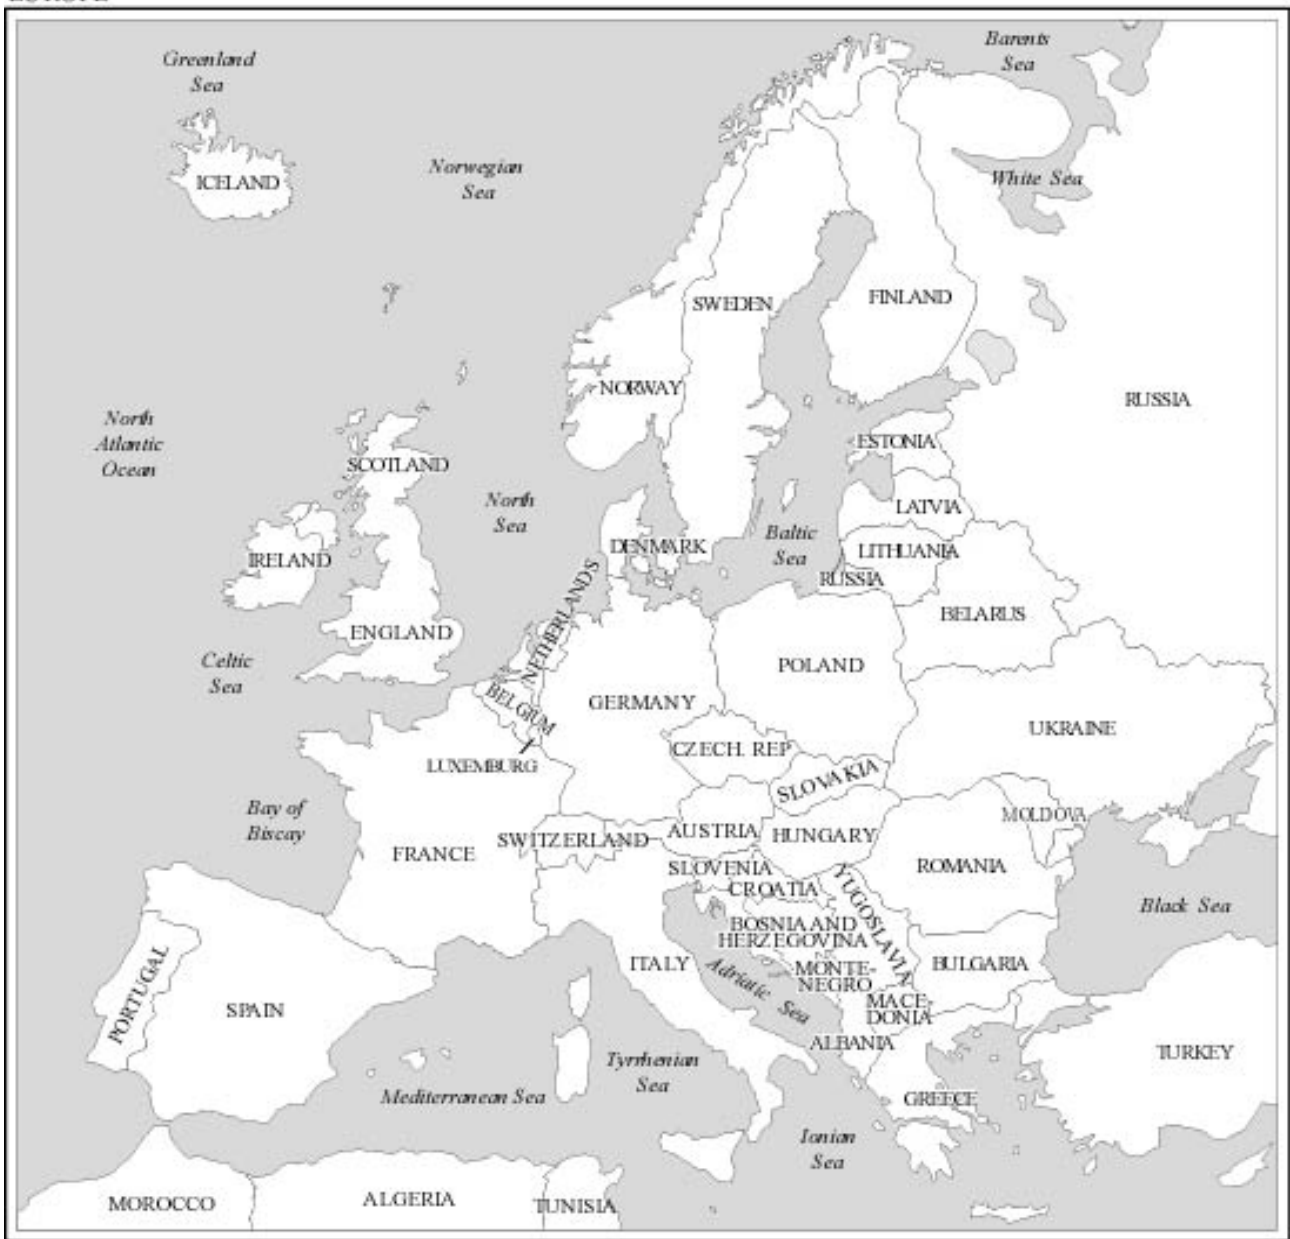 Greenland
Sea
Barents
Sea
Norwegian
Sea
White Sea
ICELAND
SWEDEN
FINLAND
NORWAY
RUSSIA
North
Atlantic
Ocean
SCOTLAND
ESTONIA
North
Sea
LATVIA
Baltic
Sea
IRELAND
DENMARK
LITHUANIA
RUSSIA
NETHERLANDS
BELARUS
ENGLAND
Celtic
Sea
POLAND
BELGIUM
GERMANY
UKRAINE
CZECH. REP
LUXEMBURG
SLOVAKIA
Bay of
Biscay
MOLDOVA
SWITZERLAND
AUSTRIA
HUNGARY
FRANCE
SLOVENIA
CROATIA
YUGOSLAVIA
ROMANIA
BOSNIA AND
HERZEGOVINA
Black Sea
ITALY
Adriatic Sea
MONTE-
NEGRO
BULGARIA
PORTUGAL
SPAIN
MACE-
DONIA
ALBANIA
TURKEY
Tyrrhenian
Sea
Mediterranean Sea
GREECE
Ionian
Sea
MOROCCO
ALGERIA
TUNISIA